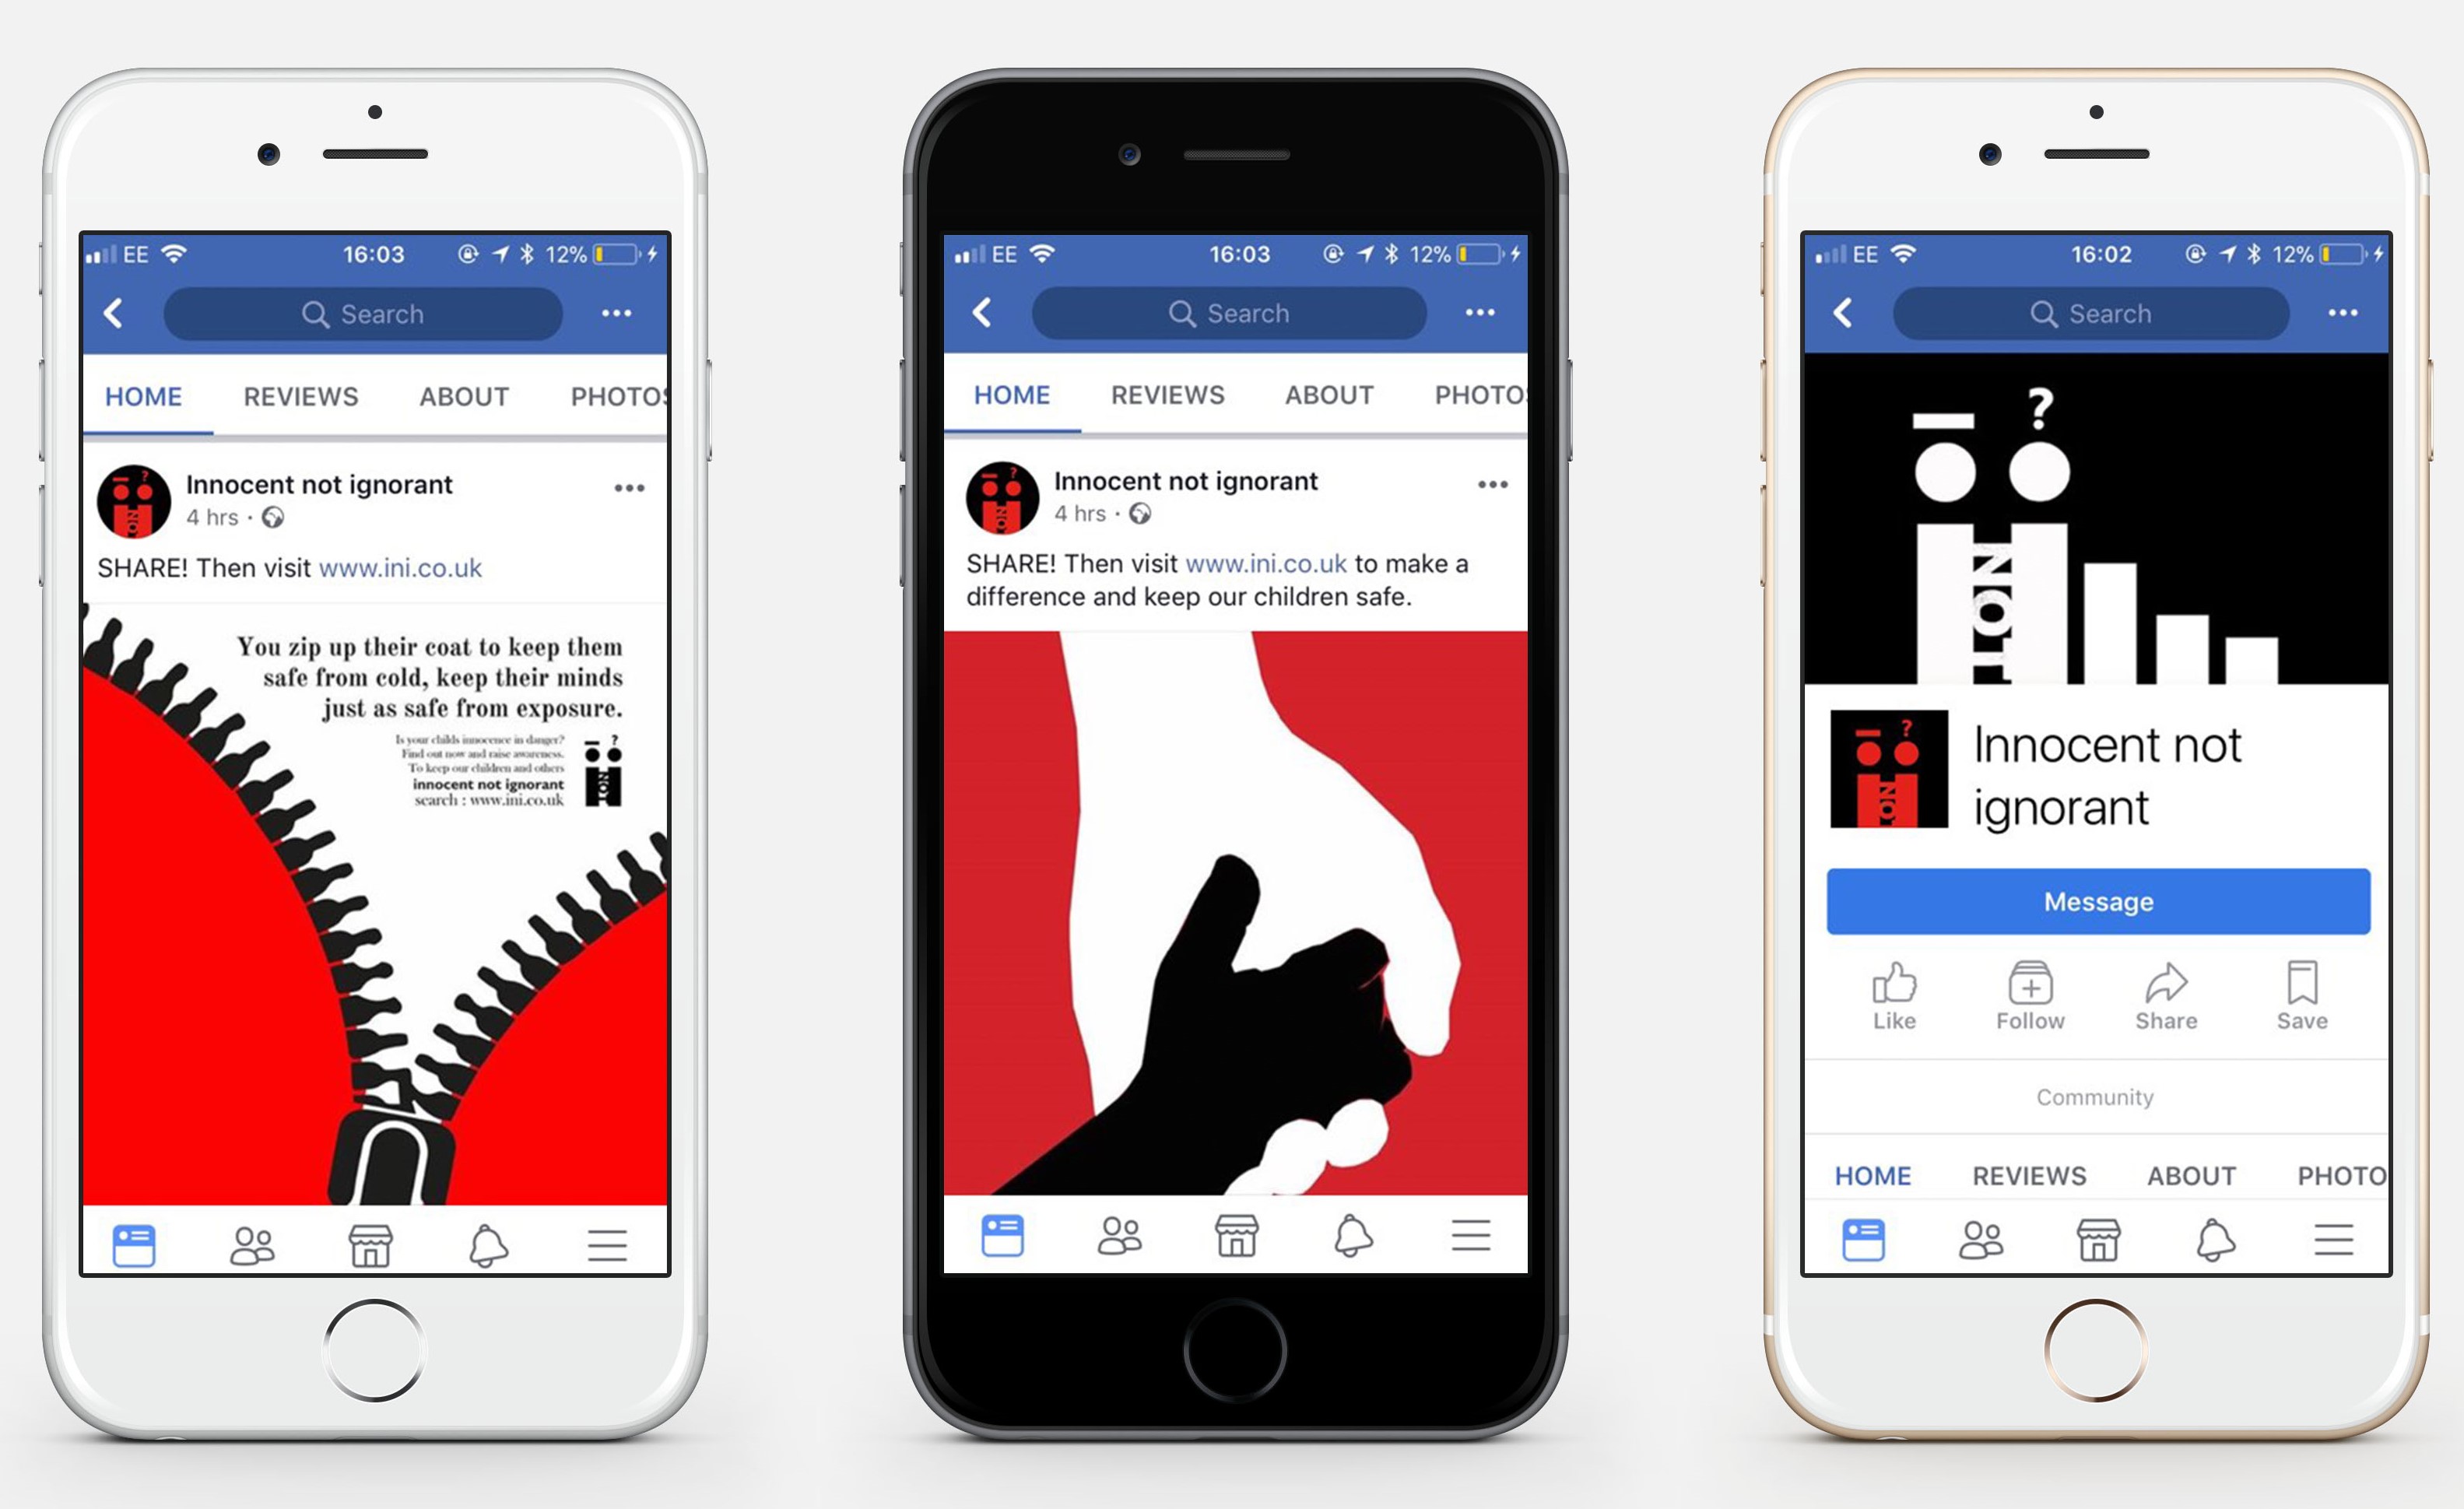 EE 16:03 12%
Search
HOME REVIEWS ABOUT PHOTOS
Innocent not ignorant
4 hrs ·
SHARE! Then visit www.ini.co.uk
You zip up their coat to keep them
safe from cold, keep their minds
just as safe from exposure.
Is your childs innocence in danger?
Find out now and raise awareness.
To keep our children and others
innocent not ignorant
search : www.ini.co.uk
?
NOT
EE 16:03 12%
Search
HOME REVIEWS ABOUT PHOTOS
Innocent not ignorant
4 hrs ·
SHARE! Then visit www.ini.co.uk to make a
difference and keep our children safe.
EE 16:02 12%
Search
?
NOT
?
NOT
Innocent not
ignorant
Message
Like Follow Share Save
Community
HOME REVIEWS ABOUT PHOTO